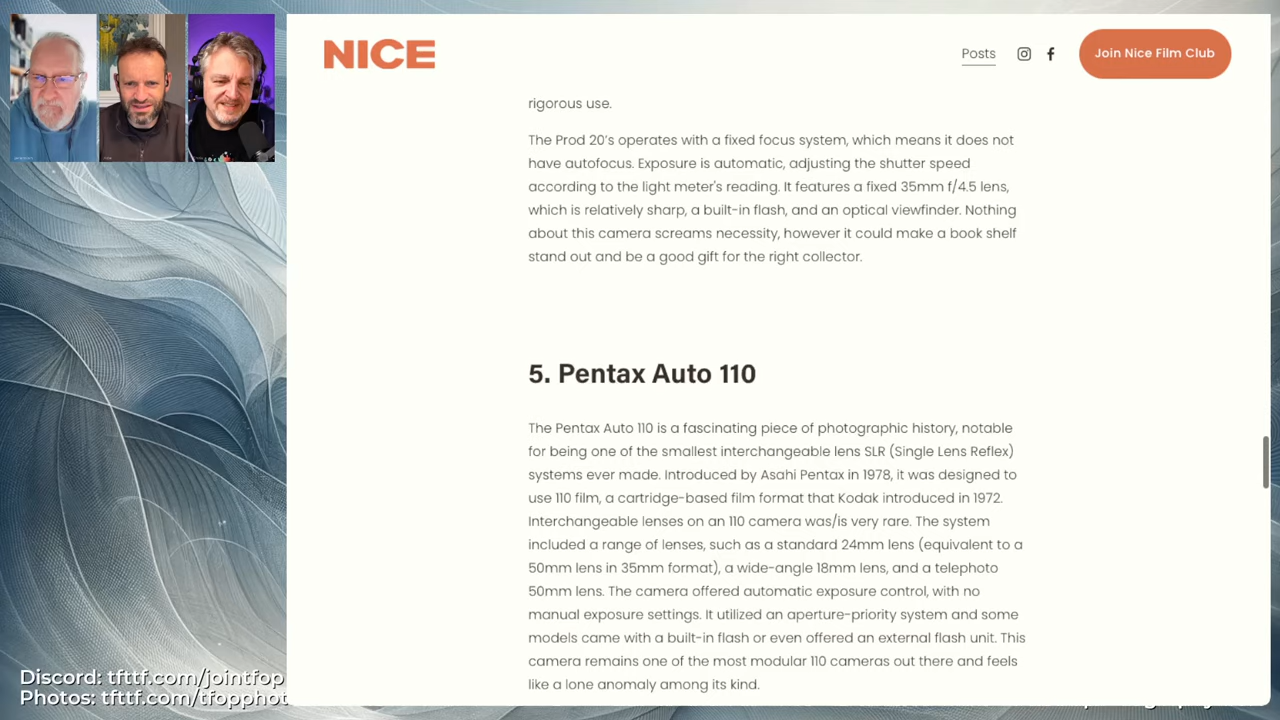 NICE
Posts
Join Nice Film Club
rigorous use.
The Prod 20's operates with a fixed focus system, which means it does not
have autofocus. Exposure is automatic, adjusting the shutter speed
according to the light meter's reading. It features a fixed 35mm f/4.5 lens,
which is relatively sharp, a built-in flash, and an optical viewfinder. Nothing
about this camera screams necessity, however it could make a book shelf
stand out and be a good gift for the right collector.
5. Pentax Auto 110
The Pentax Auto 110 is a fascinating piece of photographic history, notable
for being one of the smallest interchangeable lens SLR (Single Lens Reflex)
systems ever made. Introduced by Asahi Pentax in 1978, it was designed to
use 110 film, a cartridge-based film format that Kodak introduced in 1972.
Interchangeable lenses on an 110 camera was/is very rare. The system
included a range of lenses, such as a standard 24mm lens (equivalent to a
50mm lens in 35mm format), a wide-angle 18mm lens, and a telephoto
50mm lens. The camera offered automatic exposure control, with no
manual exposure settings. It utilized an aperture-priority system and some
models came with a built-in flash or even offered an external flash unit. This
camera remains one of the most modular 110 cameras out there and feels
like a lone anomaly among its kind.
Discord: tfttf.com/jointfop
Photos: tfttf.com/tfopphot